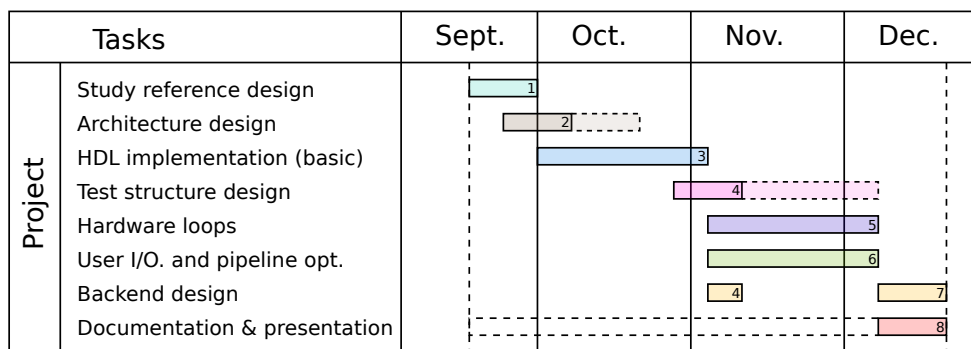 Tasks Sept. Oct. Nov. Dec.
Project
Study reference design 1
Architecture design 2
HDL implementation (basic) 3
Test structure design 4
Hardware loops 5
User I/O. and pipeline opt. 6
Backend design 4 7
Documentation & presentation 8